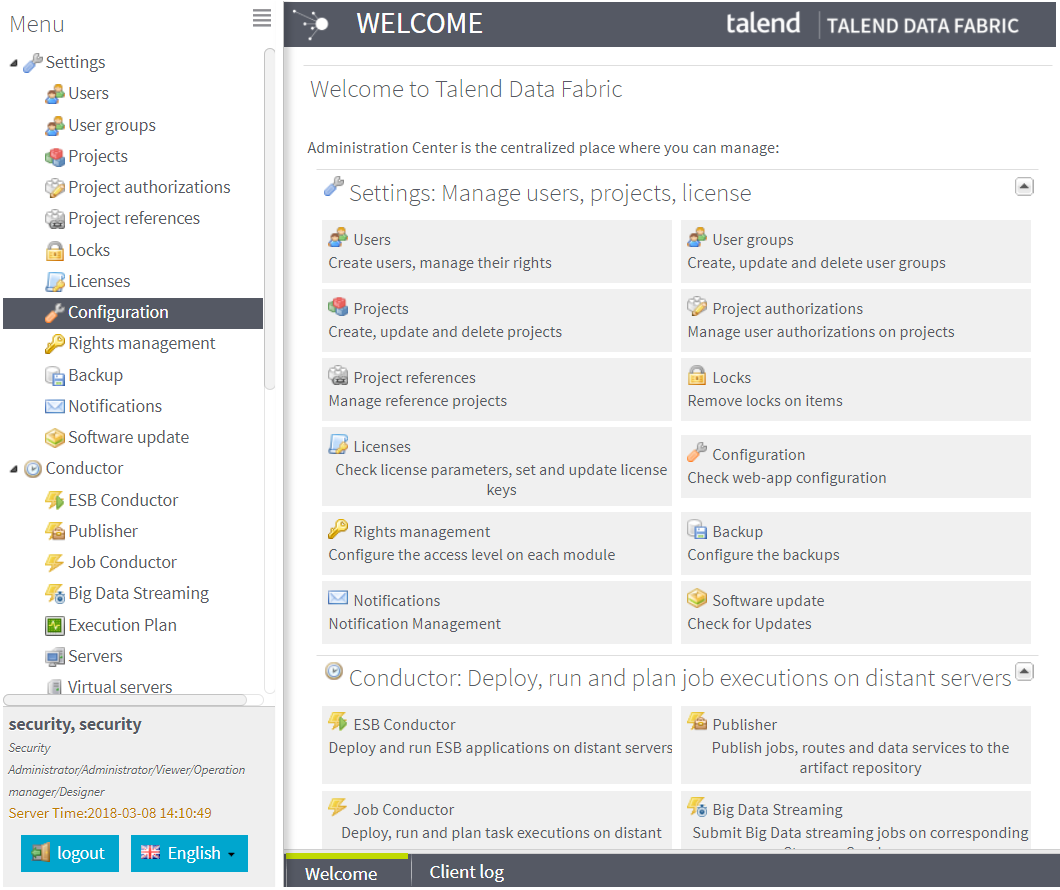 Menu
Settings
Users
User groups
Projects
Project authorizations
Project references
Locks
Licenses
Configuration
Rights management
Backup
Notifications
Software update
Conductor
ESB Conductor
Publisher
Job Conductor
Big Data Streaming
Execution Plan
Servers
Virtual servers
security, security
Security
Administrator/Administrator/Viewer/Operation
manager/Designer
Server Time:2018-03-08 14:10:49
logout
English
WELCOME
talend
TALEND DATA FABRIC
Welcome to Talend Data Fabric
Administration Center is the centralized place where you can manage:
Settings: Manage users, projects, license
Users
Create users, manage their rights
User groups
Create, update and delete user groups
Projects
Create, update and delete projects
Project authorizations
Manage user authorizations on projects
Project references
Manage reference projects
Locks
Remove locks on items
Licenses
Check license parameters, set and update license
keys
Configuration
Check web-app configuration
Rights management
Configure the access level on each module
Backup
Configure the backups
Notifications
Notification Management
Software update
Check for Updates
Conductor: Deploy, run and plan job executions on distant servers
ESB Conductor
Deploy and run ESB applications on distant servers
Publisher
Publish jobs, routes and data services to the
artifact repository
Job Conductor
Deploy, run and plan task executions on distant
Big Data Streaming
Submit Big Data streaming jobs on corresponding
Welcome
Client log